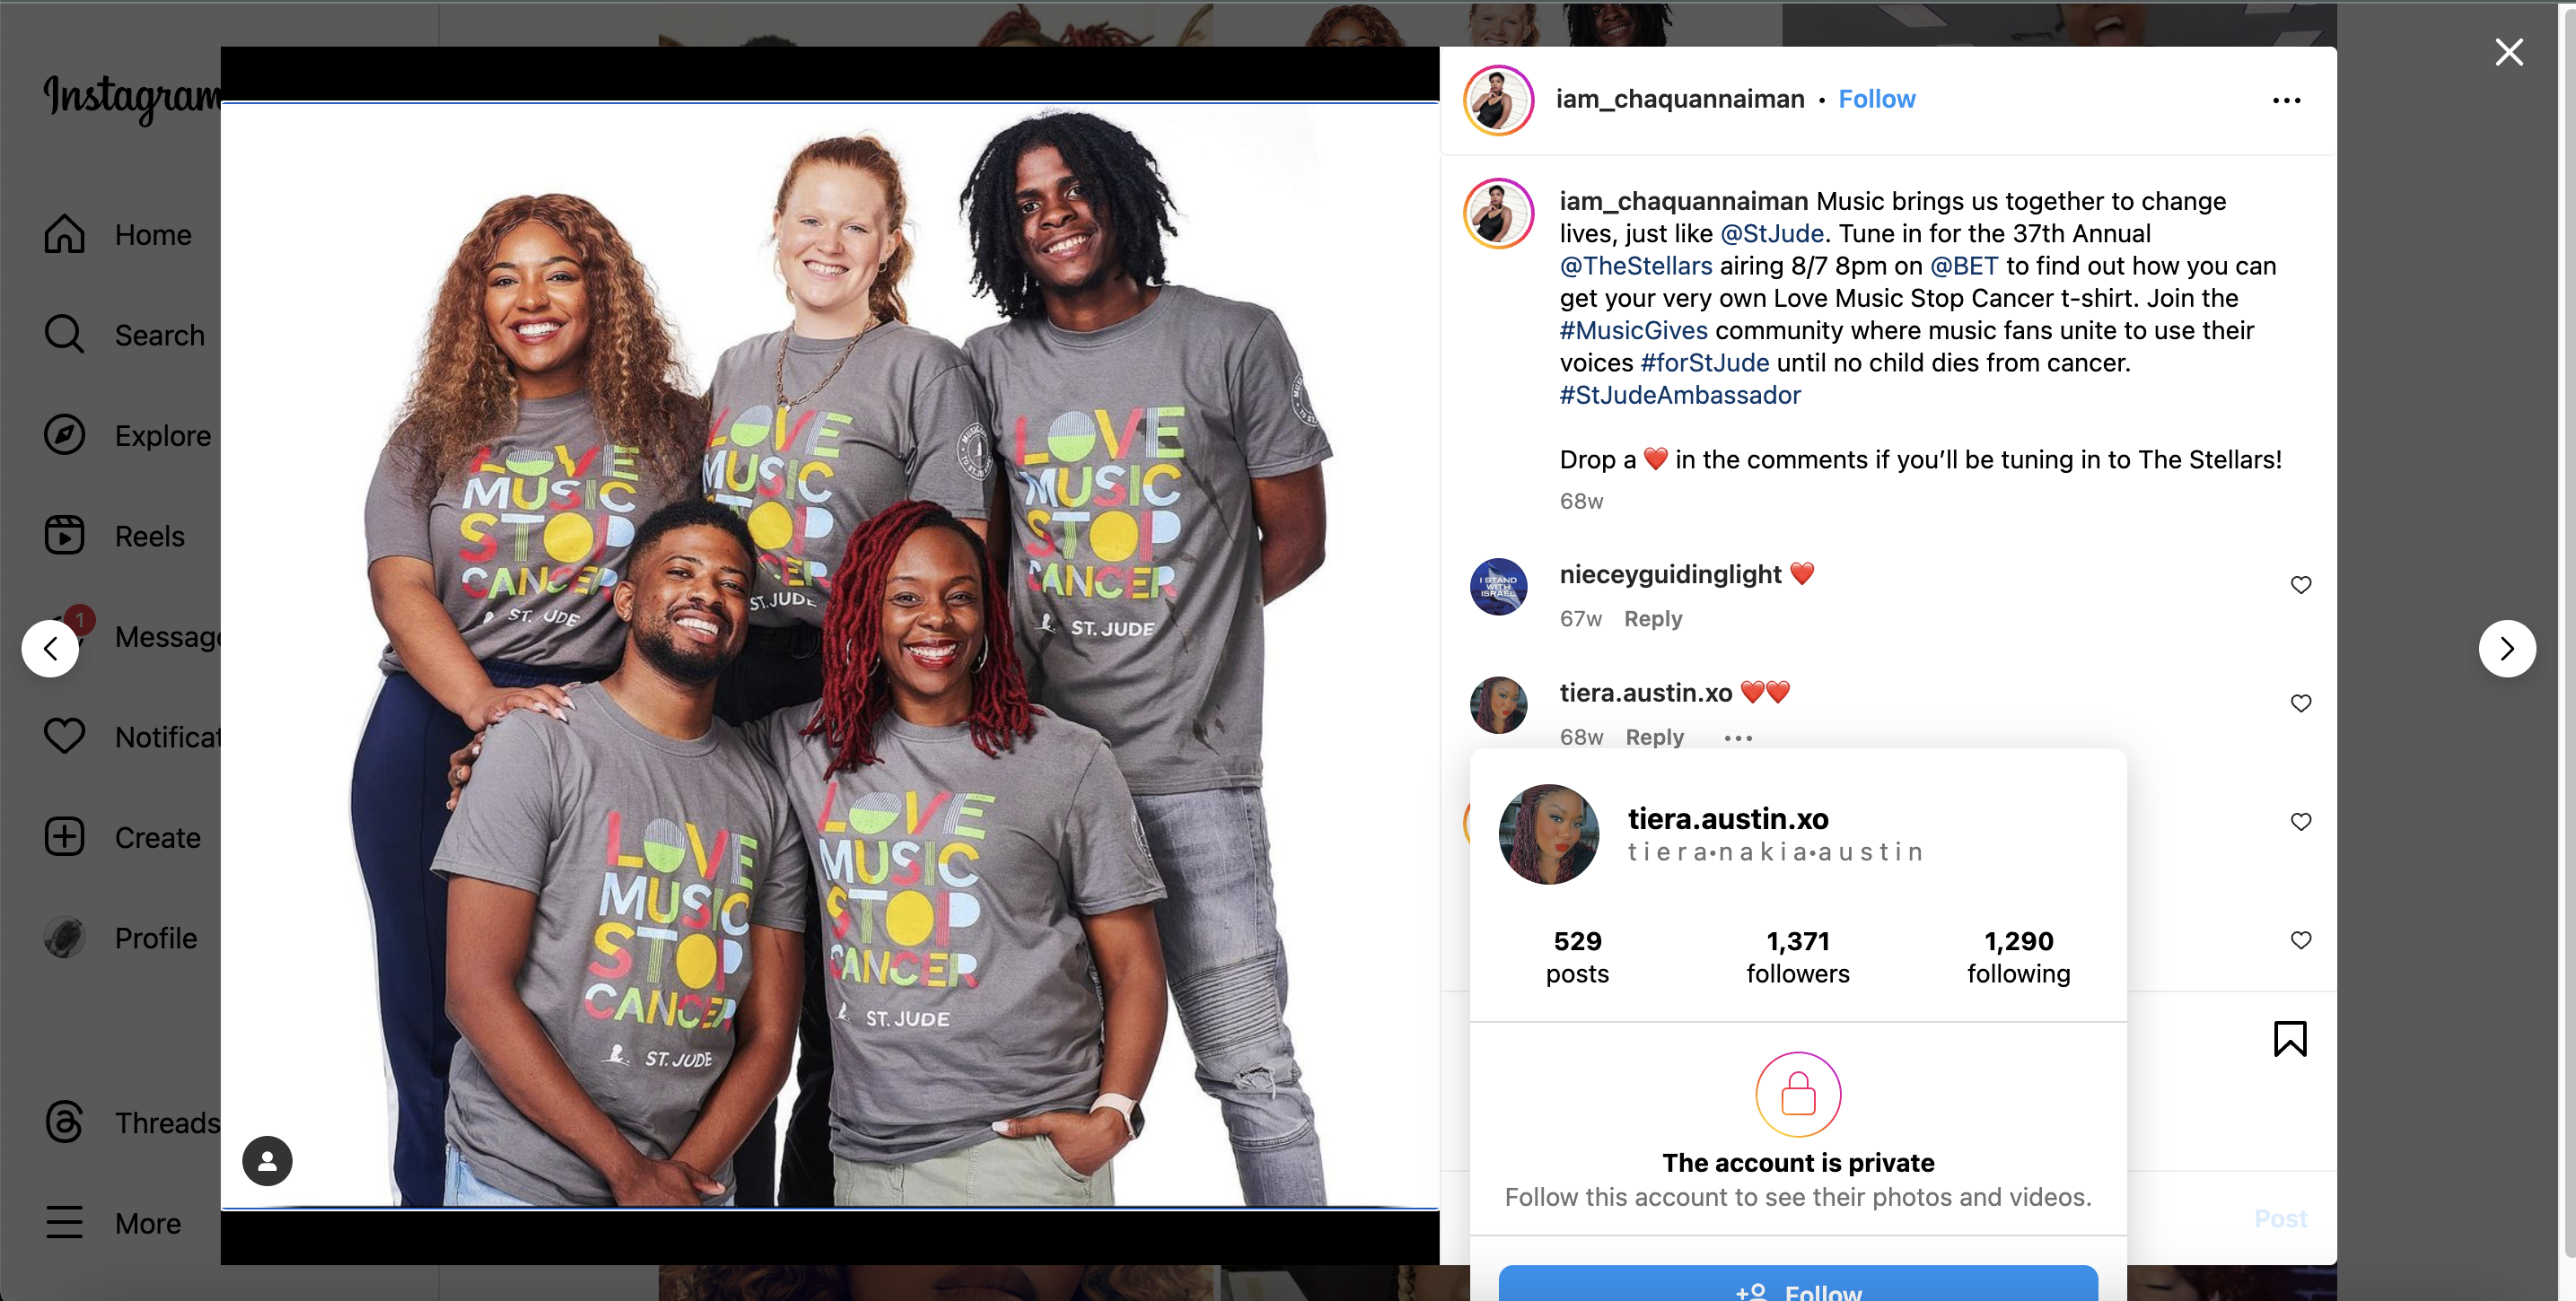 Instagram
Home
Search
Explore
Reels
1
Message
Notificat
Create
Profile
Threads
More
LOVE
MUSIC
STOP
CANCER
ST. JUDE
LOVE
MUSIC
STOP
CER
ST. JUDE
LOVE
MUSIC
STOP
CANCER
ST. JUDE
LOVE
MUSIC
STOP
CANCER
ST. JUDE
LOVE
MUSIC
STOP
CANCER
ST. JUDE
iam_chaquannaiman • Follow
iam_chaquannaiman Music brings us together to change
lives, just like @StJude. Tune in for the 37th Annual
@TheStellars airing 8/7 8pm on @BET to find out how you can
get your very own Love Music Stop Cancer t-shirt. Join the
#MusicGives community where music fans unite to use their
voices #forStJude until no child dies from cancer.
#StJudeAmbassador
Drop a ❤️ in the comments if you’ll be tuning in to The Stellars!
68w
I STAND
WITH
ISRAEL
nieceyguidinglight ❤️
67w Reply
tiera.austin.xo ❤️❤️
68w Reply
tiera.austin.xo
tiera•nakia•austin
529 1,371 1,290
posts followers following
The account is private
Follow this account to see their photos and videos.
Follow
Post